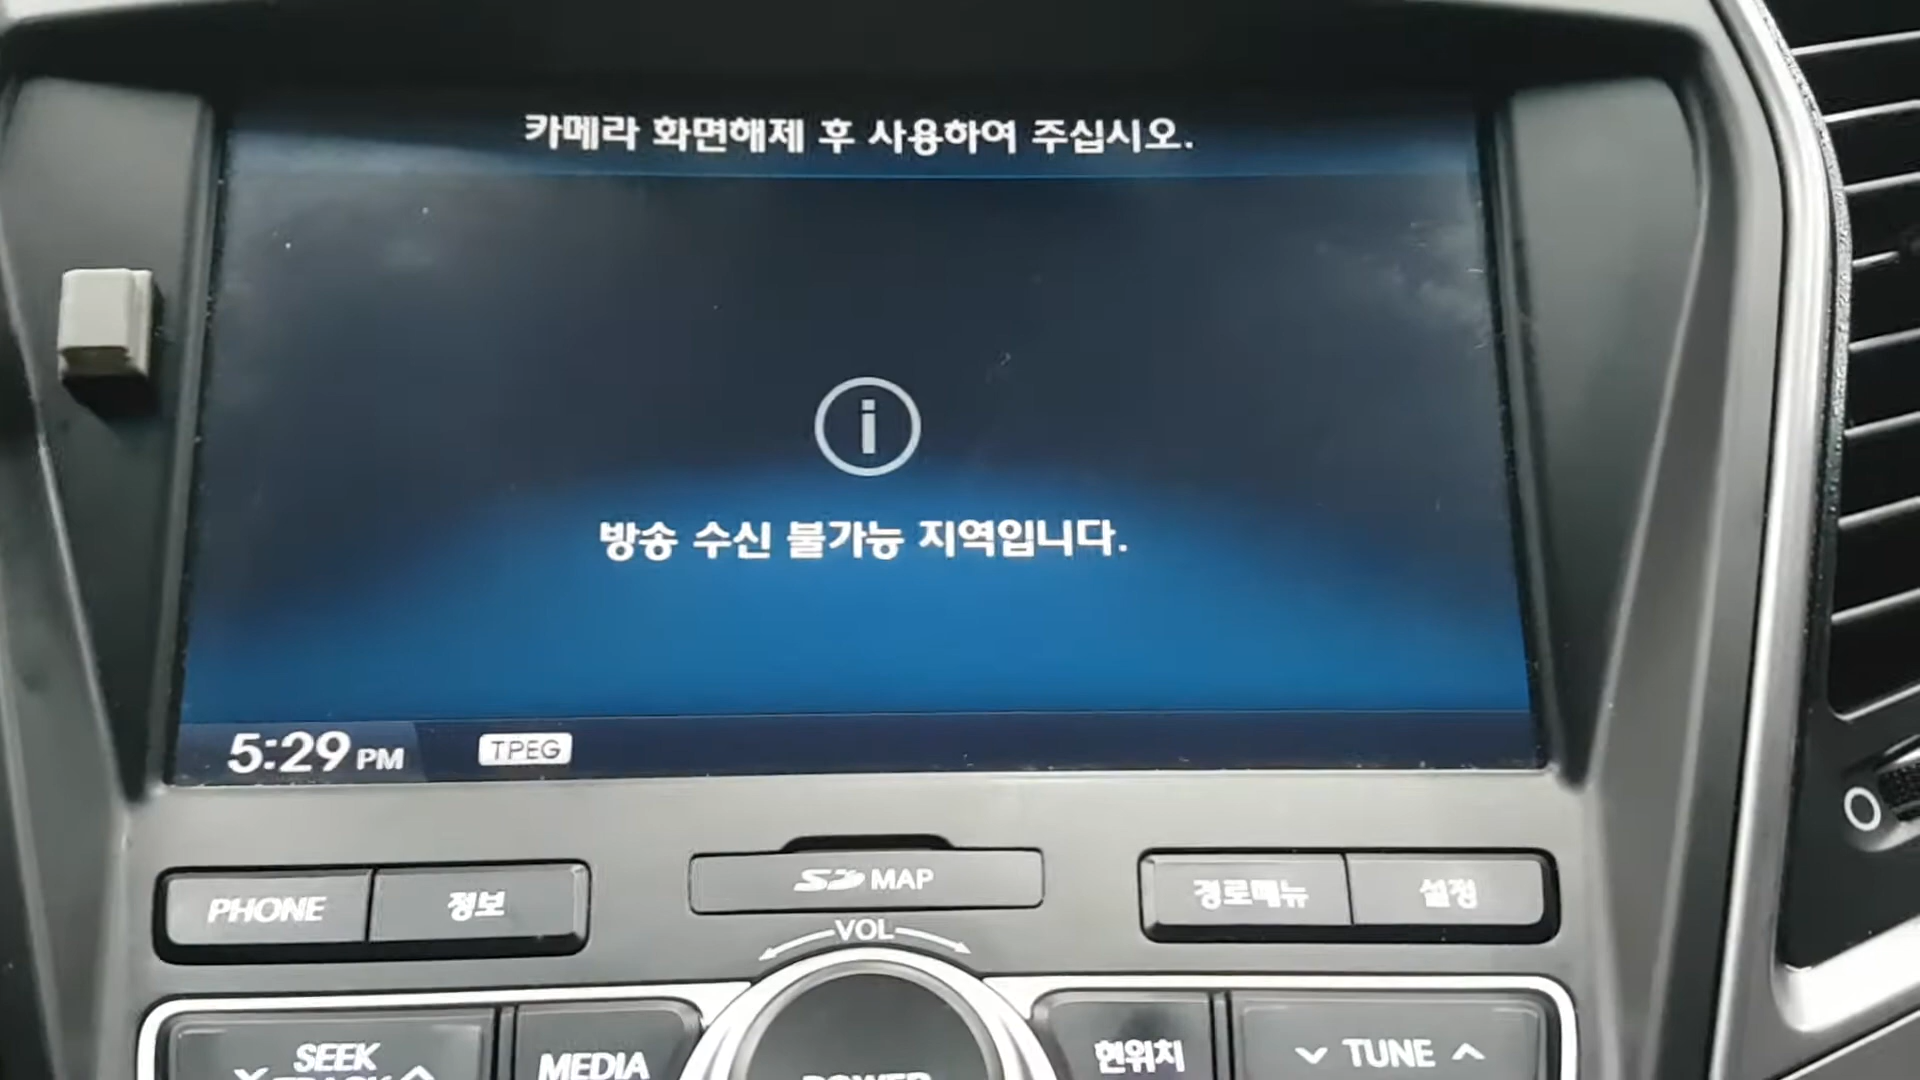 카메라 화면해제 후 사용하여 주십시오.
i
방송 수신 불가능 지역입니다.
5:29 PM TPEG
PHONE 정보 SD MAP 경로메뉴 설정
VOL
SEEK MEDIA POWER 현위치 TUNE
TRACK